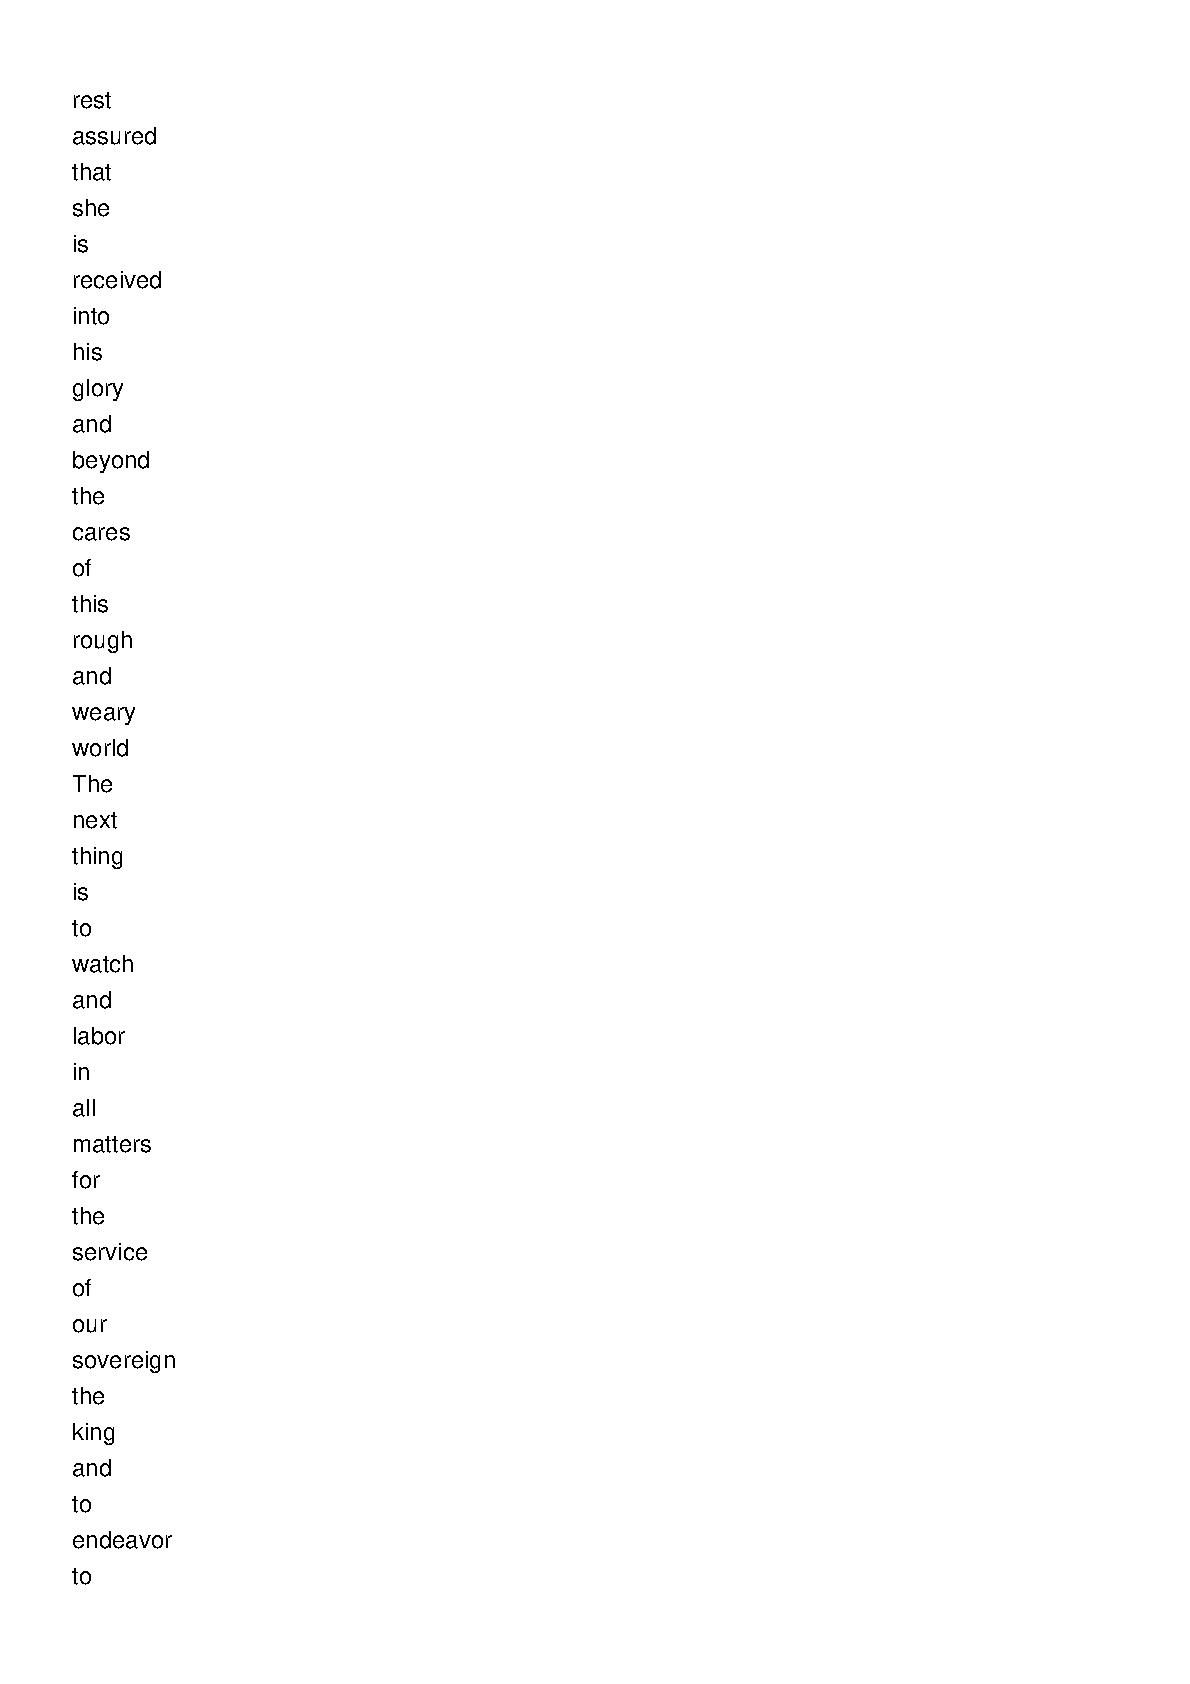 rest
assured
that
she
is
received
into
his
glory
and
beyond
the
cares
of
this
rough
and
weary
world
The
next
thing
is
to
watch
and
labor
in
all
matters
for
the
service
of
our
sovereign
the
king
and
to
endeavor
to